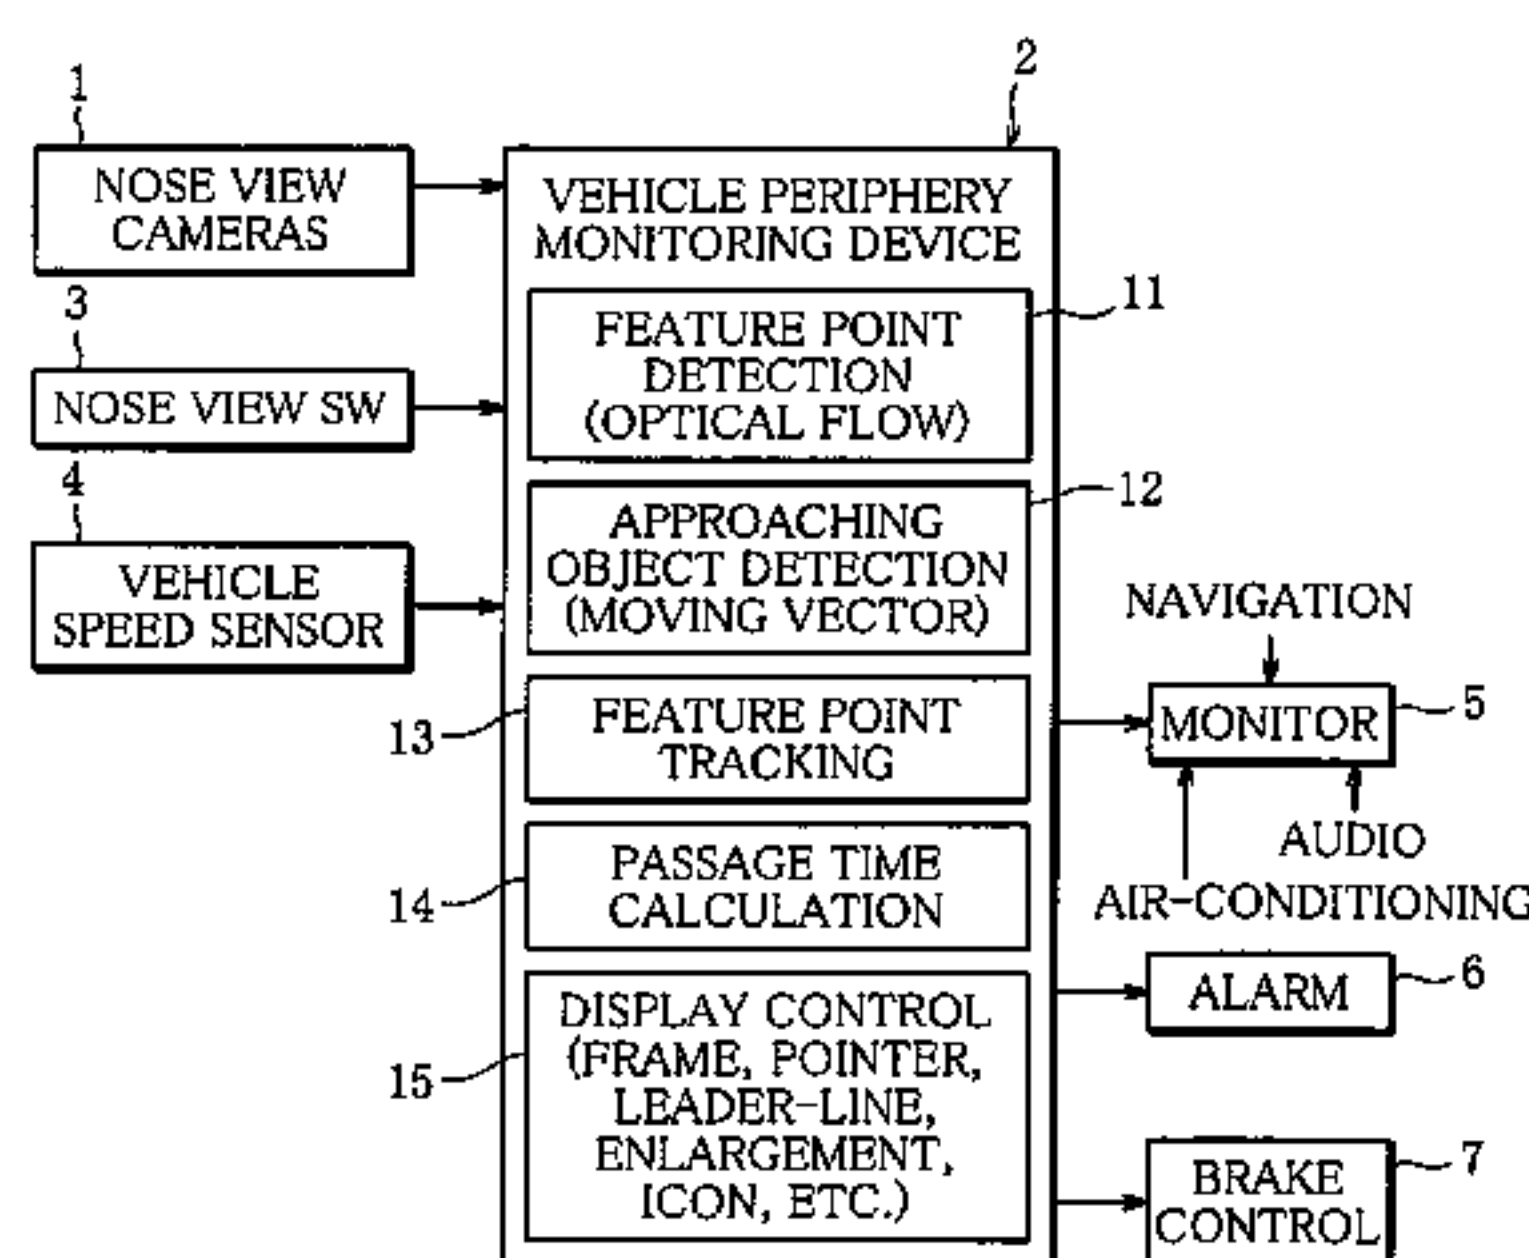 1
NOSE VIEW
CAMERAS
3
NOSE VIEW SW
4
VEHICLE
SPEED SENSOR
2
VEHICLE PERIPHERY
MONITORING DEVICE
11
FEATURE POINT
DETECTION
(OPTICAL FLOW)
12
APPROACHING
OBJECT DETECTION
(MOVING VECTOR)
13
FEATURE POINT
TRACKING
14
PASSAGE TIME
CALCULATION
15
DISPLAY CONTROL
(FRAME, POINTER,
LEADER-LINE,
ENLARGEMENT,
ICON, ETC.)
NAVIGATION
MONITOR
5
AUDIO
AIR-CONDITIONING
ALARM
6
BRAKE
CONTROL
7